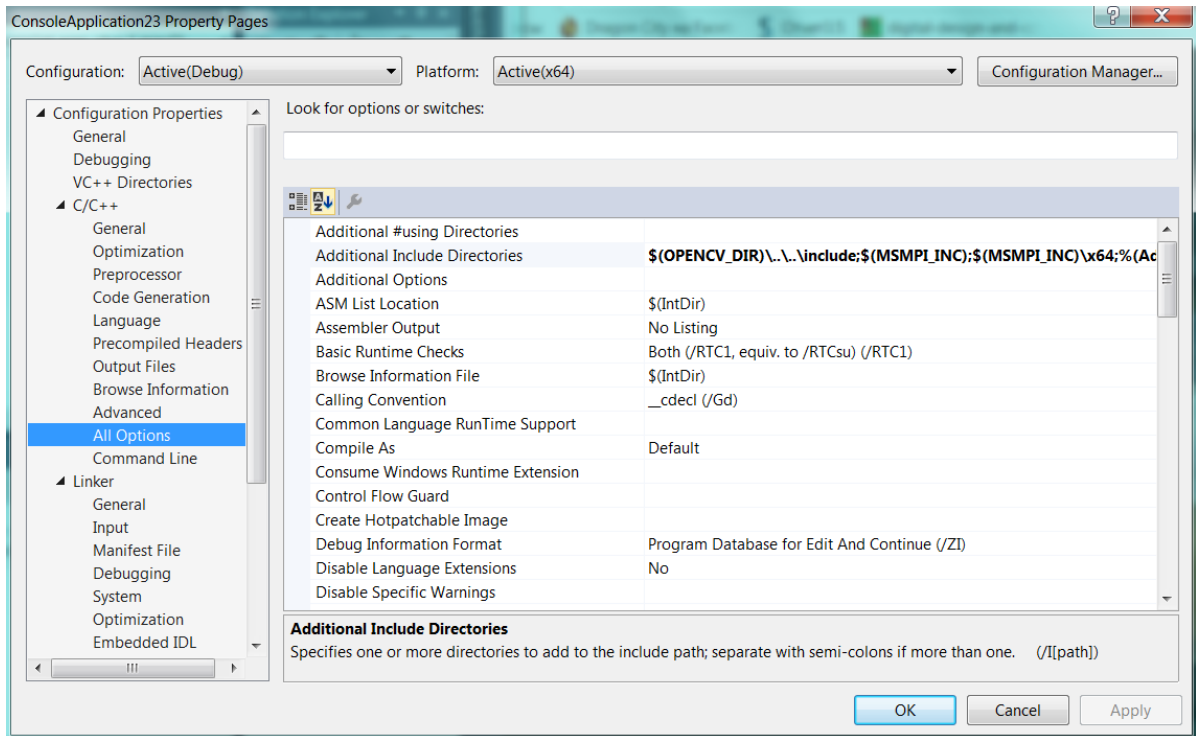 ConsoleApplication23 Property Pages
Configuration: Active(Debug) Platform: Active(x64) Configuration Manager...
Configuration Properties
General
Debugging
VC++ Directories
C/C++
General
Optimization
Preprocessor
Code Generation
Language
Precompiled Headers
Output Files
Browse Information
Advanced
All Options
Command Line
Linker
General
Input
Manifest File
Debugging
System
Optimization
Embedded IDL
Look for options or switches:
Additional #using Directories
Additional Include Directories $(OPENCV_DIR)\..\..\include;$(MSMPI_INC);$(MSMPI_INC)\x64;%(Ad
Additional Options
ASM List Location $(IntDir)
Assembler Output No Listing
Basic Runtime Checks Both (/RTC1, equiv. to /RTCsu) (/RTC1)
Browse Information File $(IntDir)
Calling Convention __cdecl (/Gd)
Common Language RunTime Support
Compile As Default
Consume Windows Runtime Extension
Control Flow Guard
Create Hotpatchable Image
Debug Information Format Program Database for Edit And Continue (/ZI)
Disable Language Extensions No
Disable Specific Warnings
Additional Include Directories
Specifies one or more directories to add to the include path; separate with semi-colons if more than one. (/I[path])
OK Cancel Apply